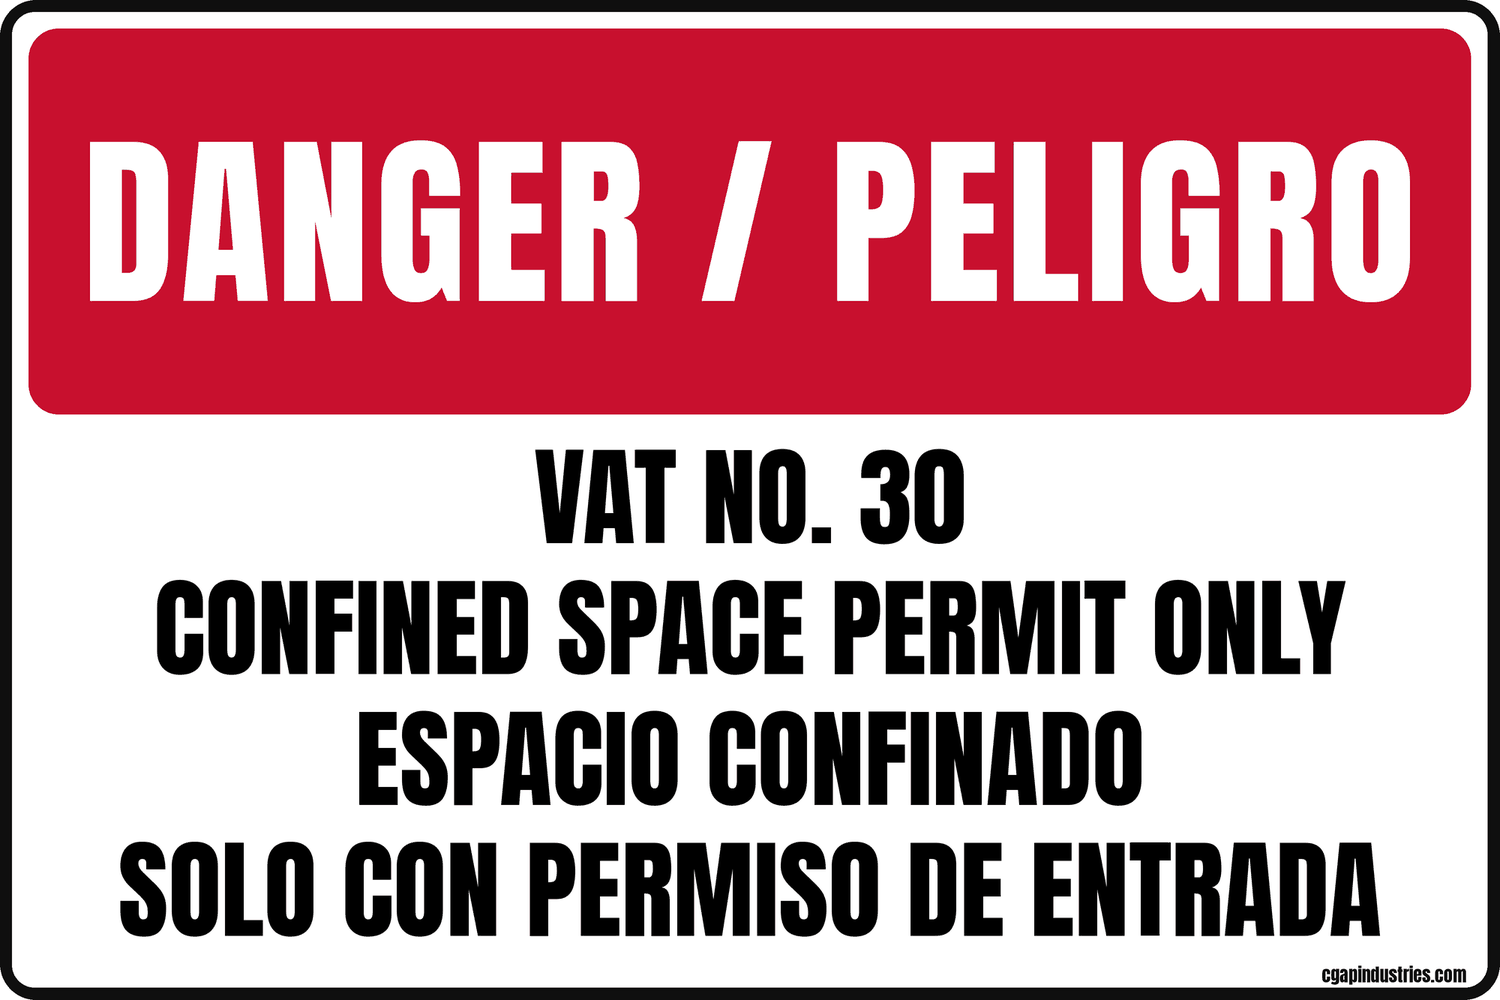 DANGER / PELIGRO
VAT NO. 30
CONFINED SPACE PERMIT ONLY
ESPACIO CONFINADO
SOLO CON PERMISO DE ENTRADA
cgapindustries.com